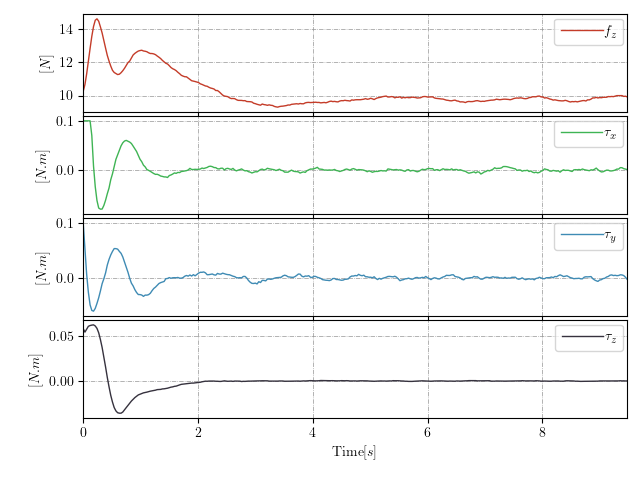 14
12
10
[N]
f_z
0.1
0.0
[N.m]
τ_x
0.1
0.0
[N.m]
τ_y
0.05
0.00
[N.m]
τ_z
0 2 4 6 8
Time[s]